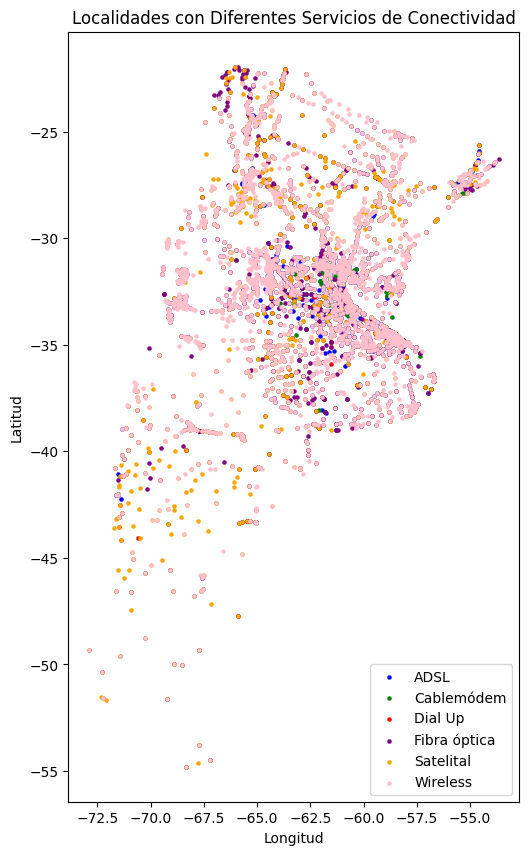 Localidades con Diferentes Servicios de Conectividad
Latitud
−25
−30
−35
−40
−45
−50
−55
ADSL
Cablemódem
Dial Up
Fibra óptica
Satelital
Wireless
−72.5 −70.0 −67.5 −65.0 −62.5 −60.0 −57.5 −55.0
Longitud